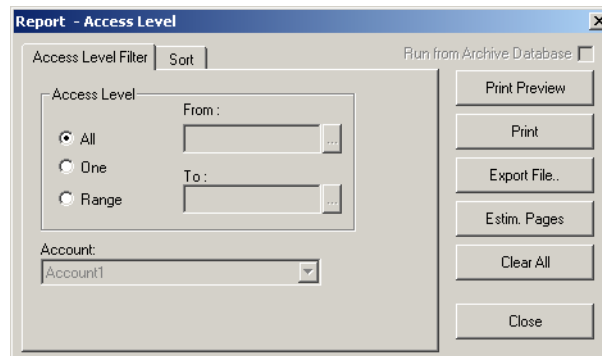 Report - Access Level
Access Level Filter
Sort
Run from Archive Database
Access Level
From :
All
...
One
To :
Range
...
Account:
Account1
Print Preview
Print
Export File..
Estim. Pages
Clear All
Close